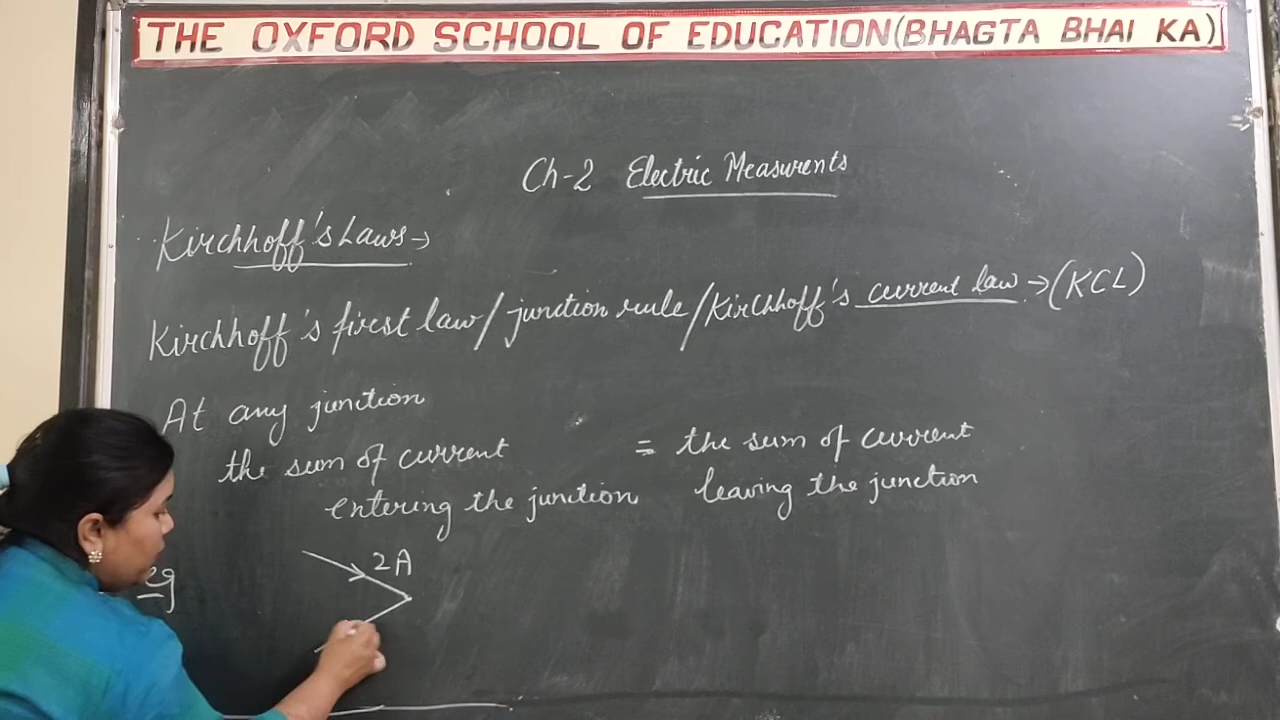 THE OXFORD SCHOOL OF EDUCATION(BHAGTA BHAI KA)
Ch-2 Electric Measurents
Kirchhoff's Laws→
Kirchhoff's first law/junction rule/Kirchhoff's current law→(KCL)
At any junction
the sum of current = the sum of current
entering the junction leaving the junction
eg 2A